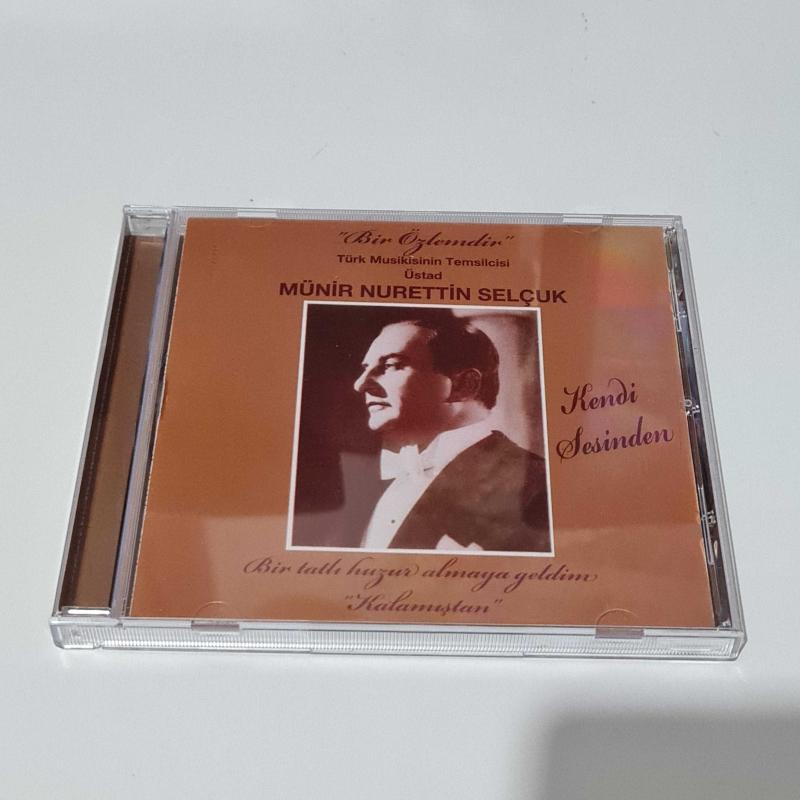 "Bir Özlemdir"
Türk Musikisinin Temsilcisi
Üstad
MÜNİR NURETTİN SELÇUK
Kendi
Sesinden
Bir tatlı huzur almaya geldim
"Kalamıştan"